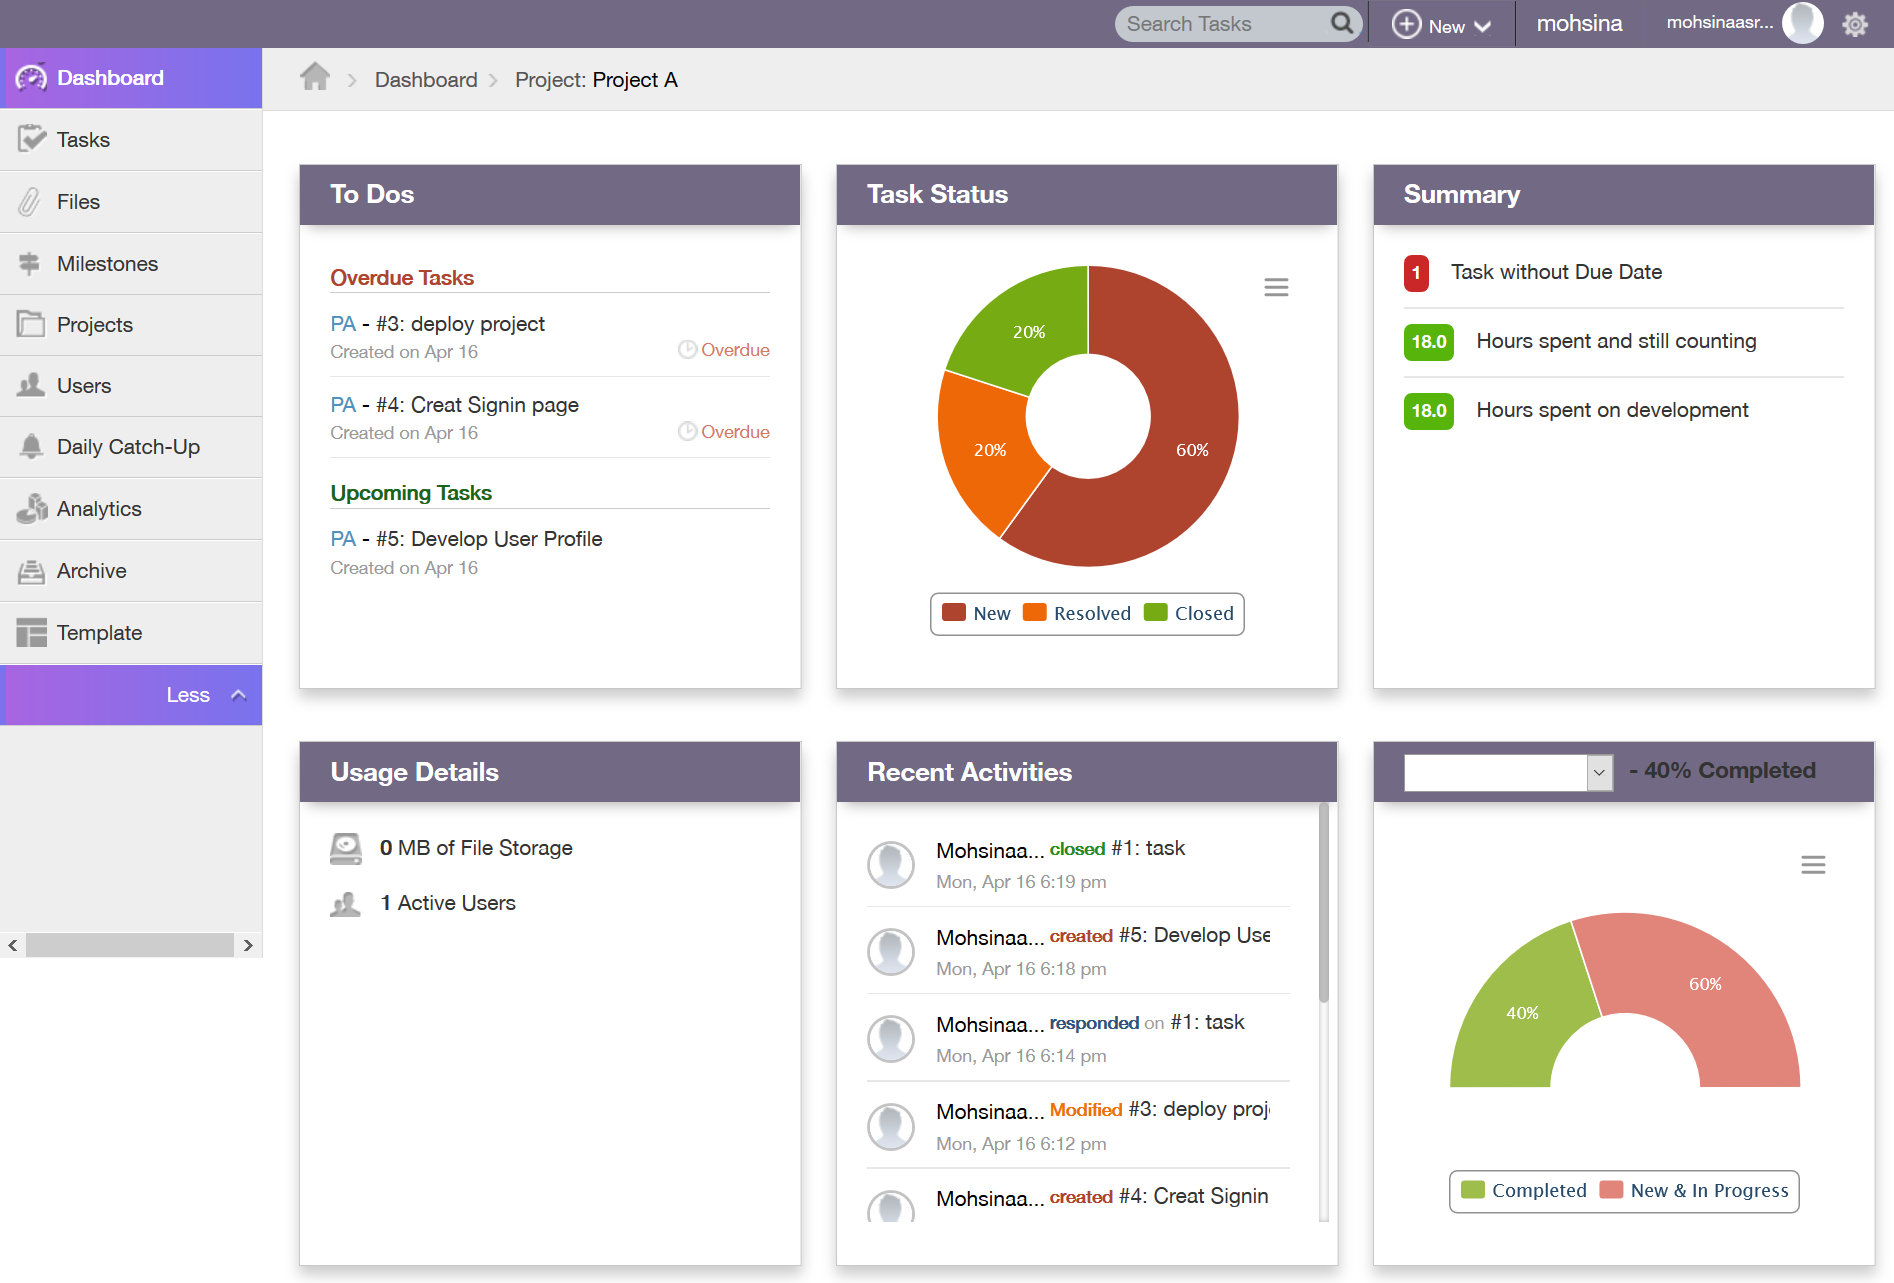 Search Tasks
New
mohsina
mohsinaasr...
Dashboard
Tasks
Files
Milestones
Projects
Users
Daily Catch-Up
Analytics
Archive
Template
Less
Dashboard
Project: Project A
To Dos
Overdue Tasks
PA - #3: deploy project
Created on Apr 16
Overdue
PA - #4: Creat Signin page
Created on Apr 16
Overdue
Upcoming Tasks
PA - #5: Develop User Profile
Created on Apr 16
Task Status
20%
20%
60%
New Resolved Closed
Summary
1 Task without Due Date
18.0 Hours spent and still counting
18.0 Hours spent on development
Usage Details
0 MB of File Storage
1 Active Users
Recent Activities
Mohsinaa... closed #1: task
Mon, Apr 16 6:19 pm
Mohsinaa... created #5: Develop Use
Mon, Apr 16 6:18 pm
Mohsinaa... responded on #1: task
Mon, Apr 16 6:14 pm
Mohsinaa... Modified #3: deploy proj
Mon, Apr 16 6:12 pm
Mohsinaa... created #4: Creat Signin
- 40% Completed
60%
40%
Completed New & In Progress